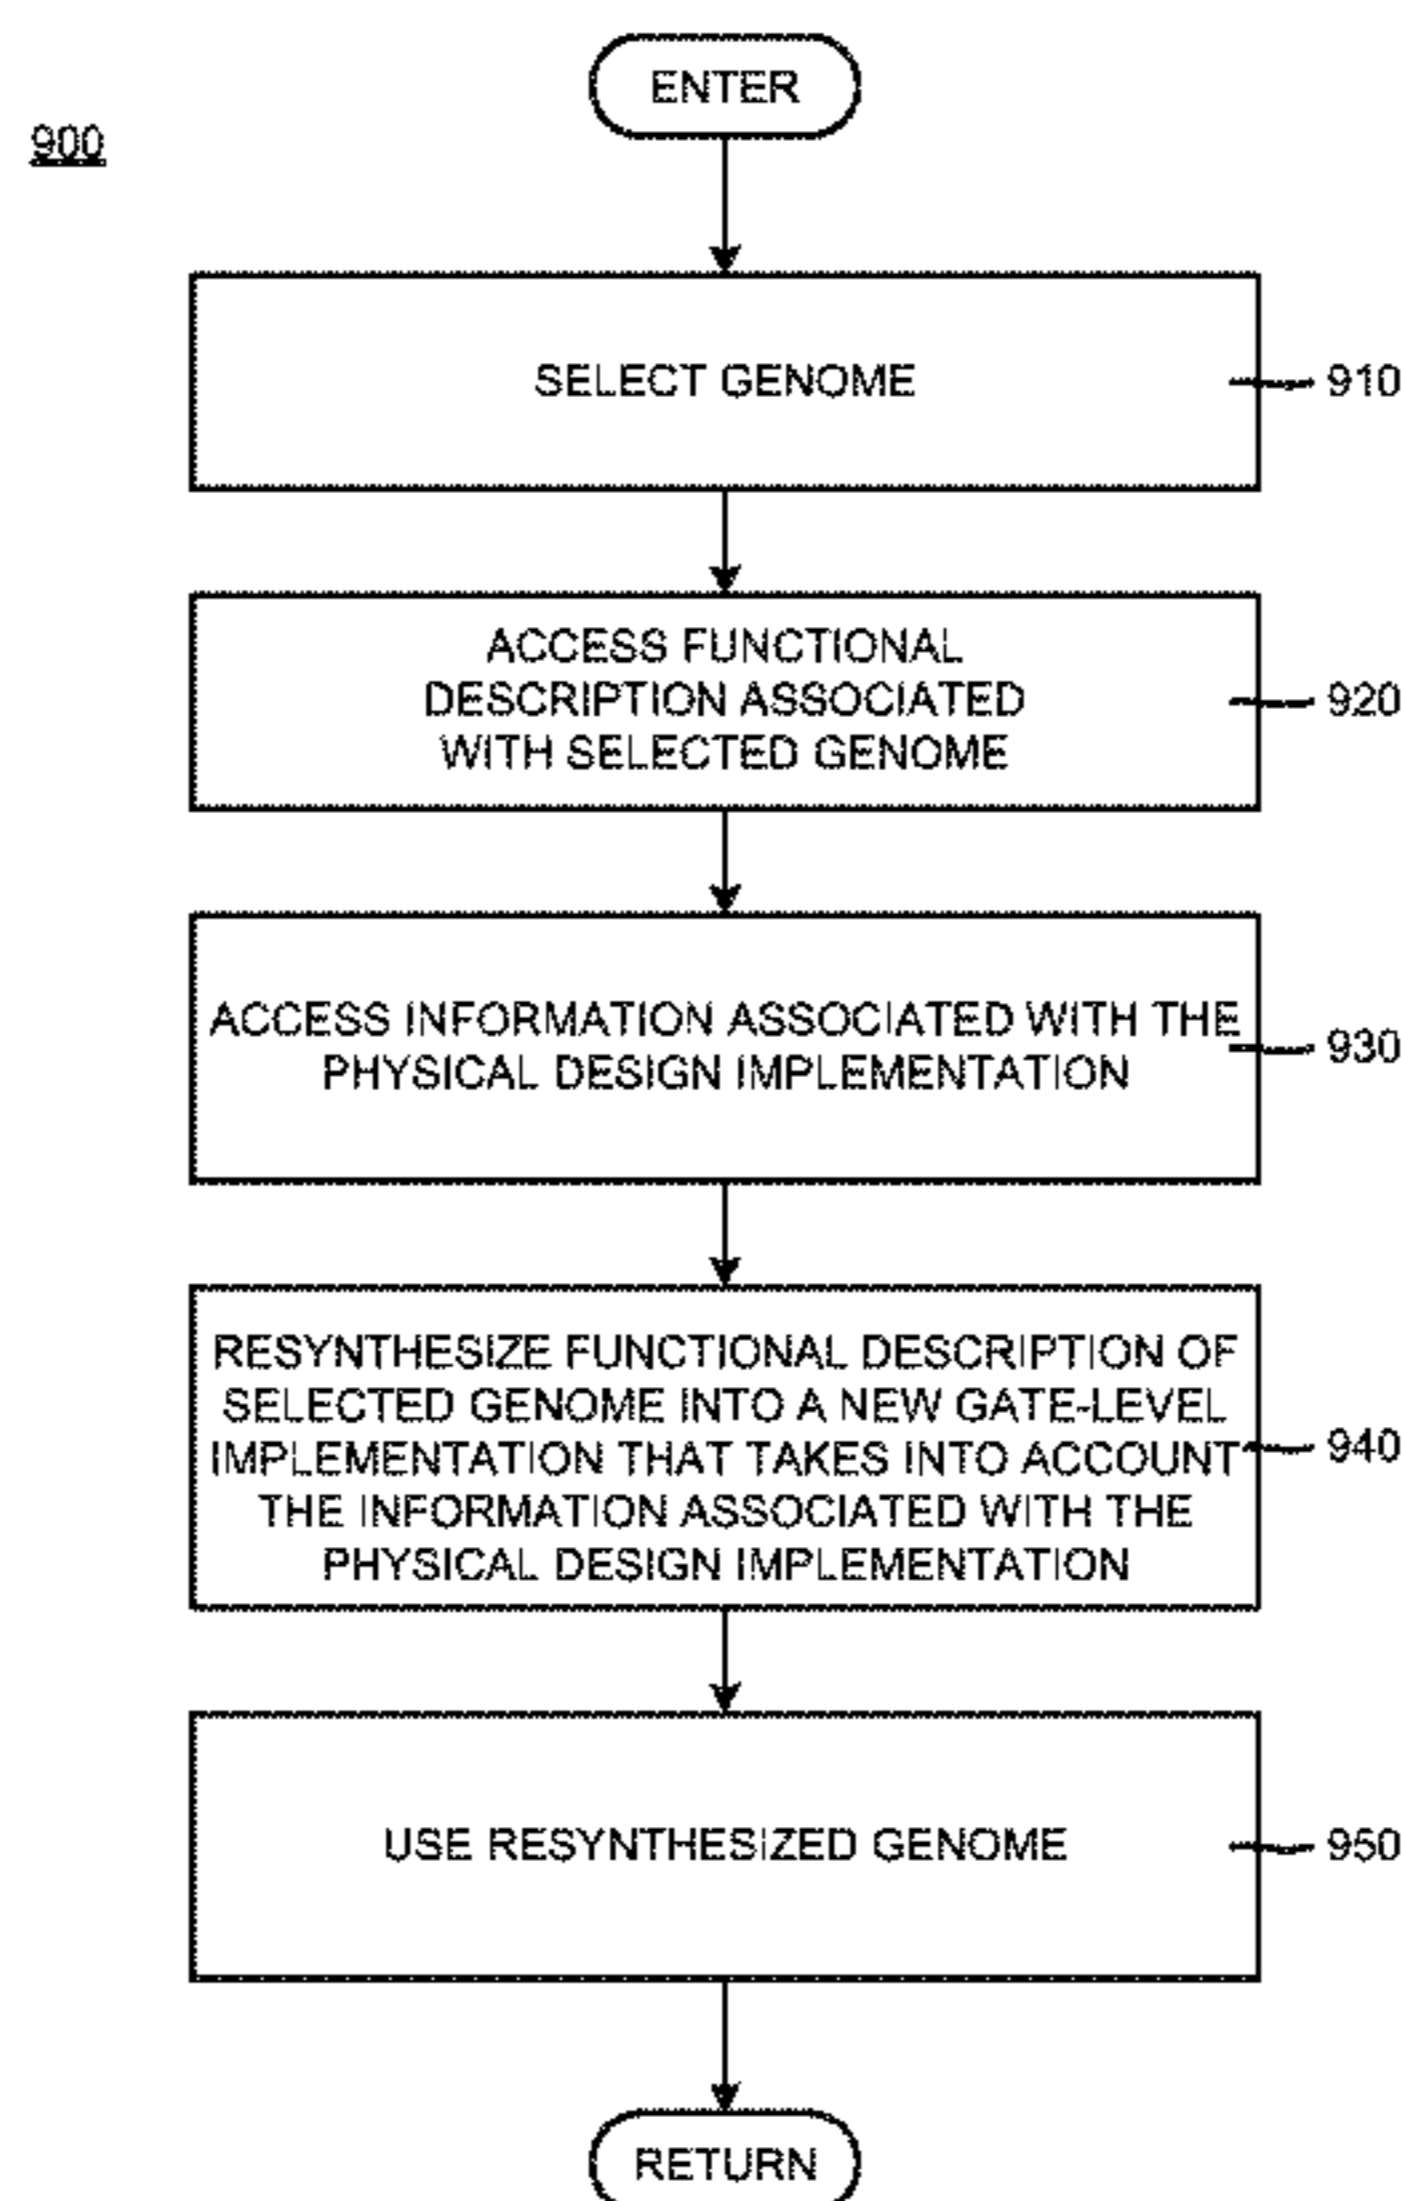 ENTER
900
SELECT GENOME
910
ACCESS FUNCTIONAL
DESCRIPTION ASSOCIATED
WITH SELECTED GENOME
920
ACCESS INFORMATION ASSOCIATED WITH THE
PHYSICAL DESIGN IMPLEMENTATION
930
RESYNTHESIZE FUNCTIONAL DESCRIPTION OF
SELECTED GENOME INTO A NEW GATE-LEVEL
IMPLEMENTATION THAT TAKES INTO ACCOUNT
THE INFORMATION ASSOCIATED WITH THE
PHYSICAL DESIGN IMPLEMENTATION
940
USE RESYNTHESIZED GENOME
950
RETURN